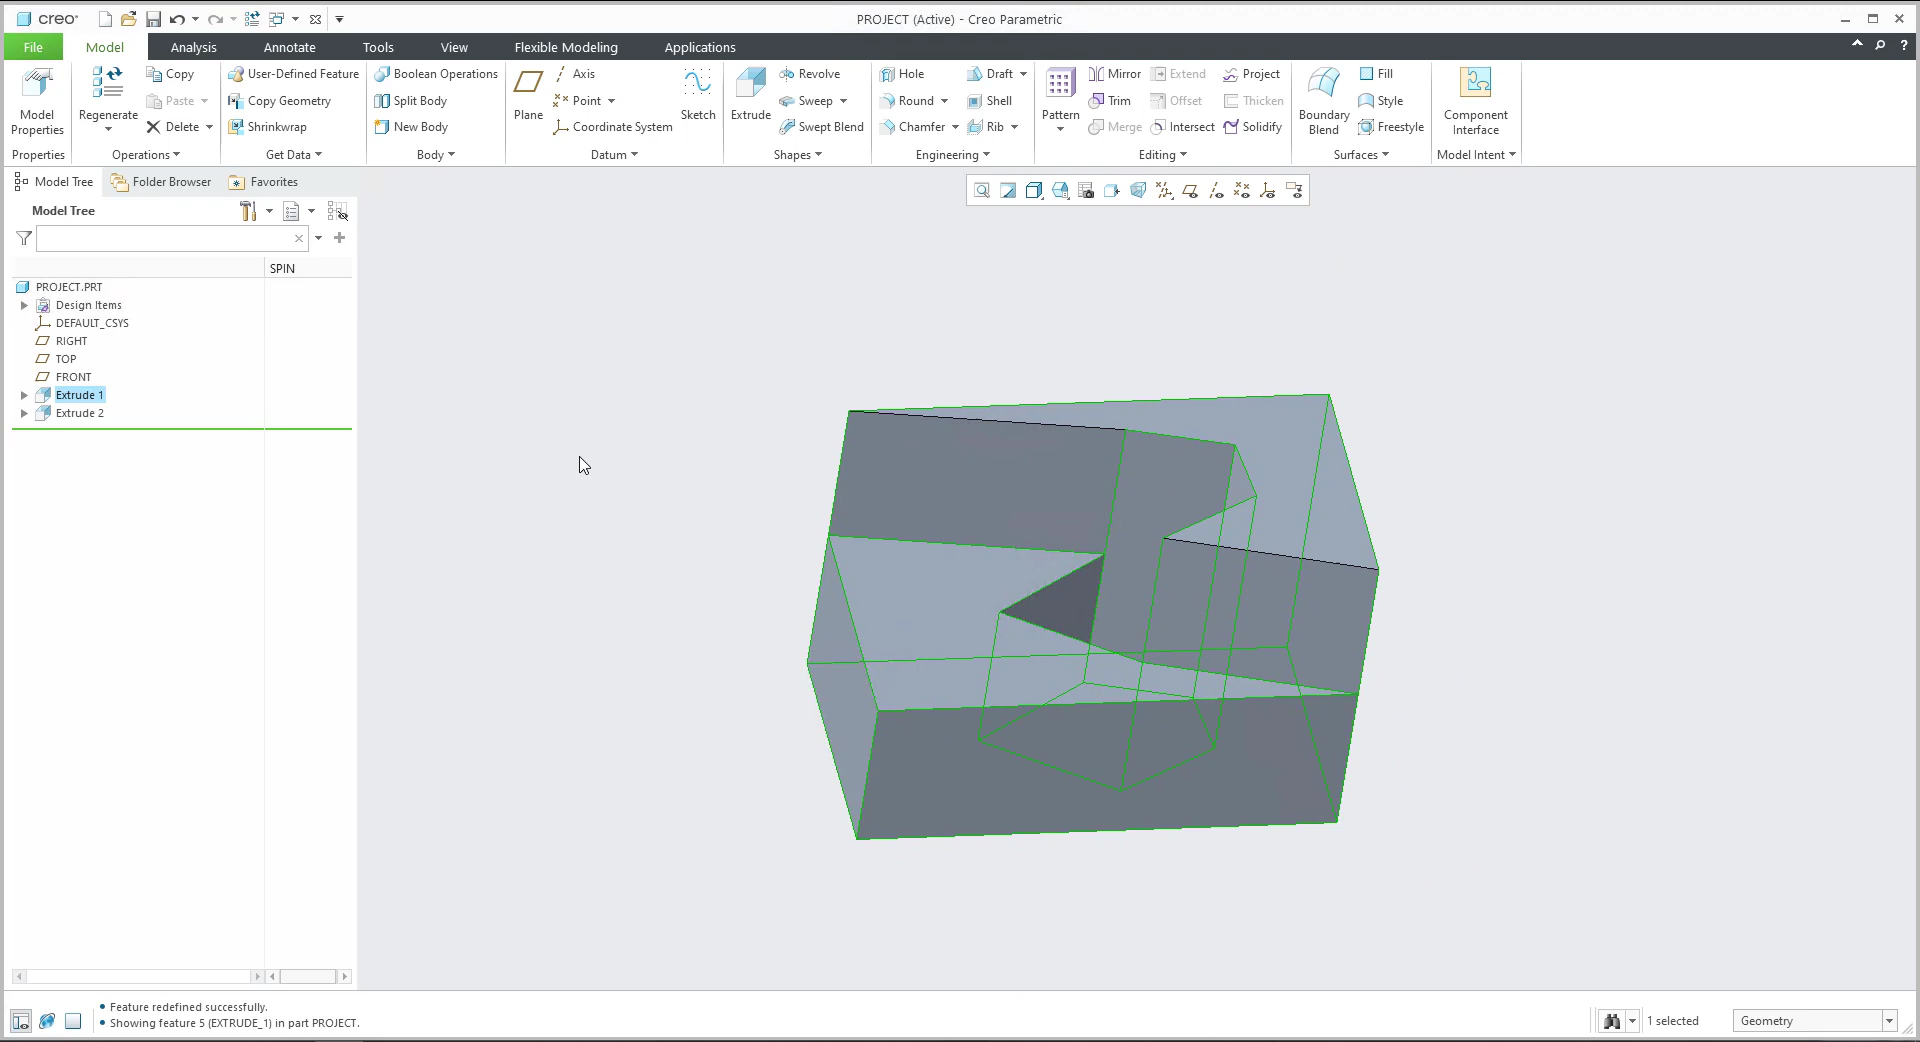 creo
PROJECT (Active) - Creo Parametric
File Model Analysis Annotate Tools View Flexible Modeling Applications
Model Properties
Regenerate
Copy
Paste
Delete
User-Defined Feature
Copy Geometry
Shrinkwrap
Boolean Operations
Split Body
New Body
Plane
Axis
Point
Coordinate System
Sketch
Extrude
Revolve
Sweep
Swept Blend
Hole
Round
Chamfer
Draft
Shell
Rib
Pattern
Mirror
Trim
Merge
Extend
Offset
Intersect
Project
Thicken
Solidify
Boundary Blend
Fill
Style
Freestyle
Component Interface
Properties Operations Get Data Body Datum Shapes Engineering Editing Surfaces Model Intent
Model Tree Folder Browser Favorites
Model Tree
SPIN
PROJECT.PRT
Design Items
DEFAULT_CSYS
RIGHT
TOP
FRONT
Extrude 1
Extrude 2
• Feature redefined successfully.
• Showing feature 5 (EXTRUDE_1) in part PROJECT.
1 selected
Geometry